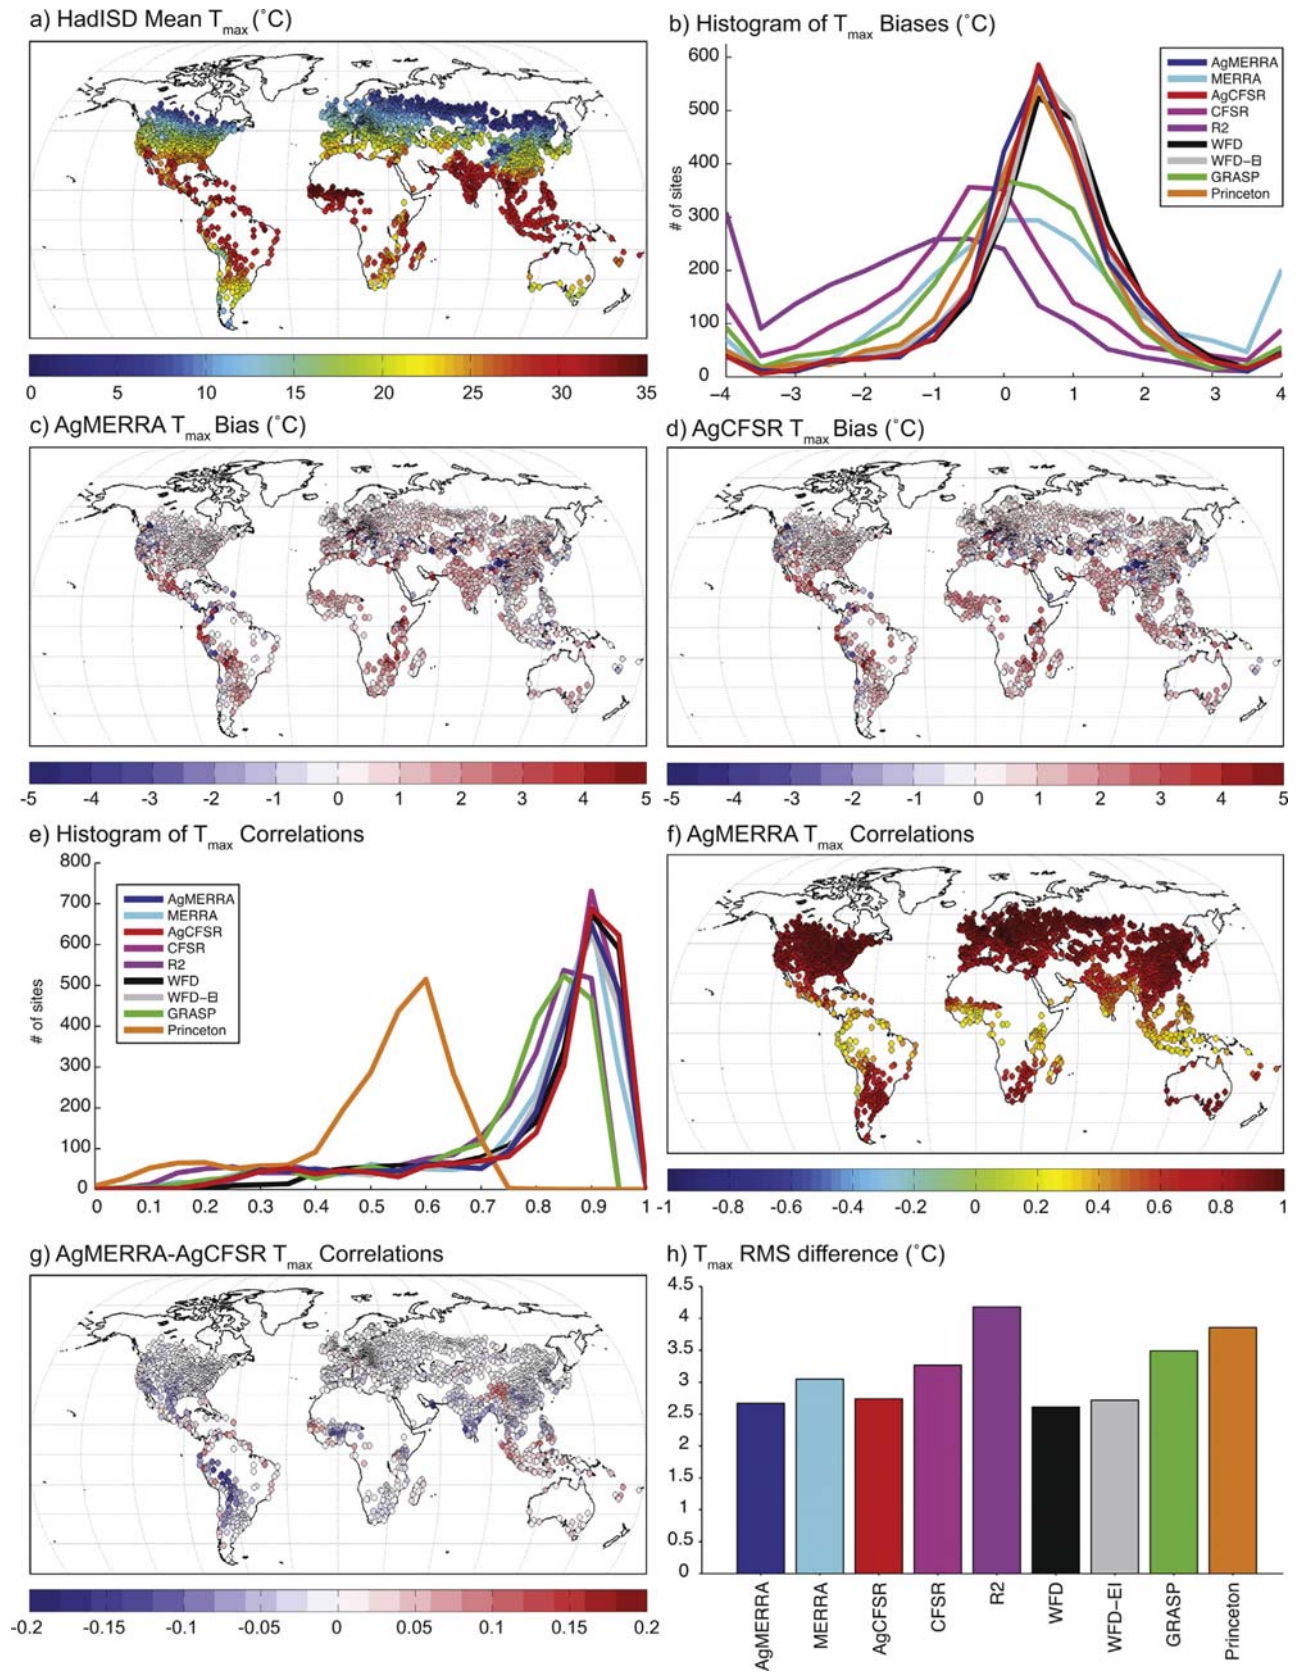 a) HadISD Mean Tmax (˚C)
0 5 10 15 20 25 30 35
b) Histogram of Tmax Biases (˚C)
# of sites
600
500
400
300
200
100
0
AgMERRA
MERRA
AgCFSR
CFSR
R2
WFD
WFD-EI
GRASP
Princeton
−4 −3 −2 −1 0 1 2 3 4
c) AgMERRA Tmax Bias (˚C)
-5 -4 -3 -2 -1 0 1 2 3 4 5
d) AgCFSR Tmax Bias (˚C)
-5 -4 -3 -2 -1 0 1 2 3 4 5
e) Histogram of Tmax Correlations
# of sites
800
700
600
500
400
300
200
100
0
AgMERRA
MERRA
AgCFSR
CFSR
R2
WFD
WFD-EI
GRASP
Princeton
0 0.1 0.2 0.3 0.4 0.5 0.6 0.7 0.8 0.9 1
f) AgMERRA Tmax Correlations
-1 -0.8 -0.6 -0.4 -0.2 0 0.2 0.4 0.6 0.8 1
g) AgMERRA-AgCFSR Tmax Correlations
-0.2 -0.15 -0.1 -0.05 0 0.05 0.1 0.15 0.2
h) Tmax RMS difference (˚C)
4.5
4
3.5
3
2.5
2
1.5
1
0.5
0
AgMERRA
MERRA
AgCFSR
CFSR
R2
WFD
WFD-EI
GRASP
Princeton